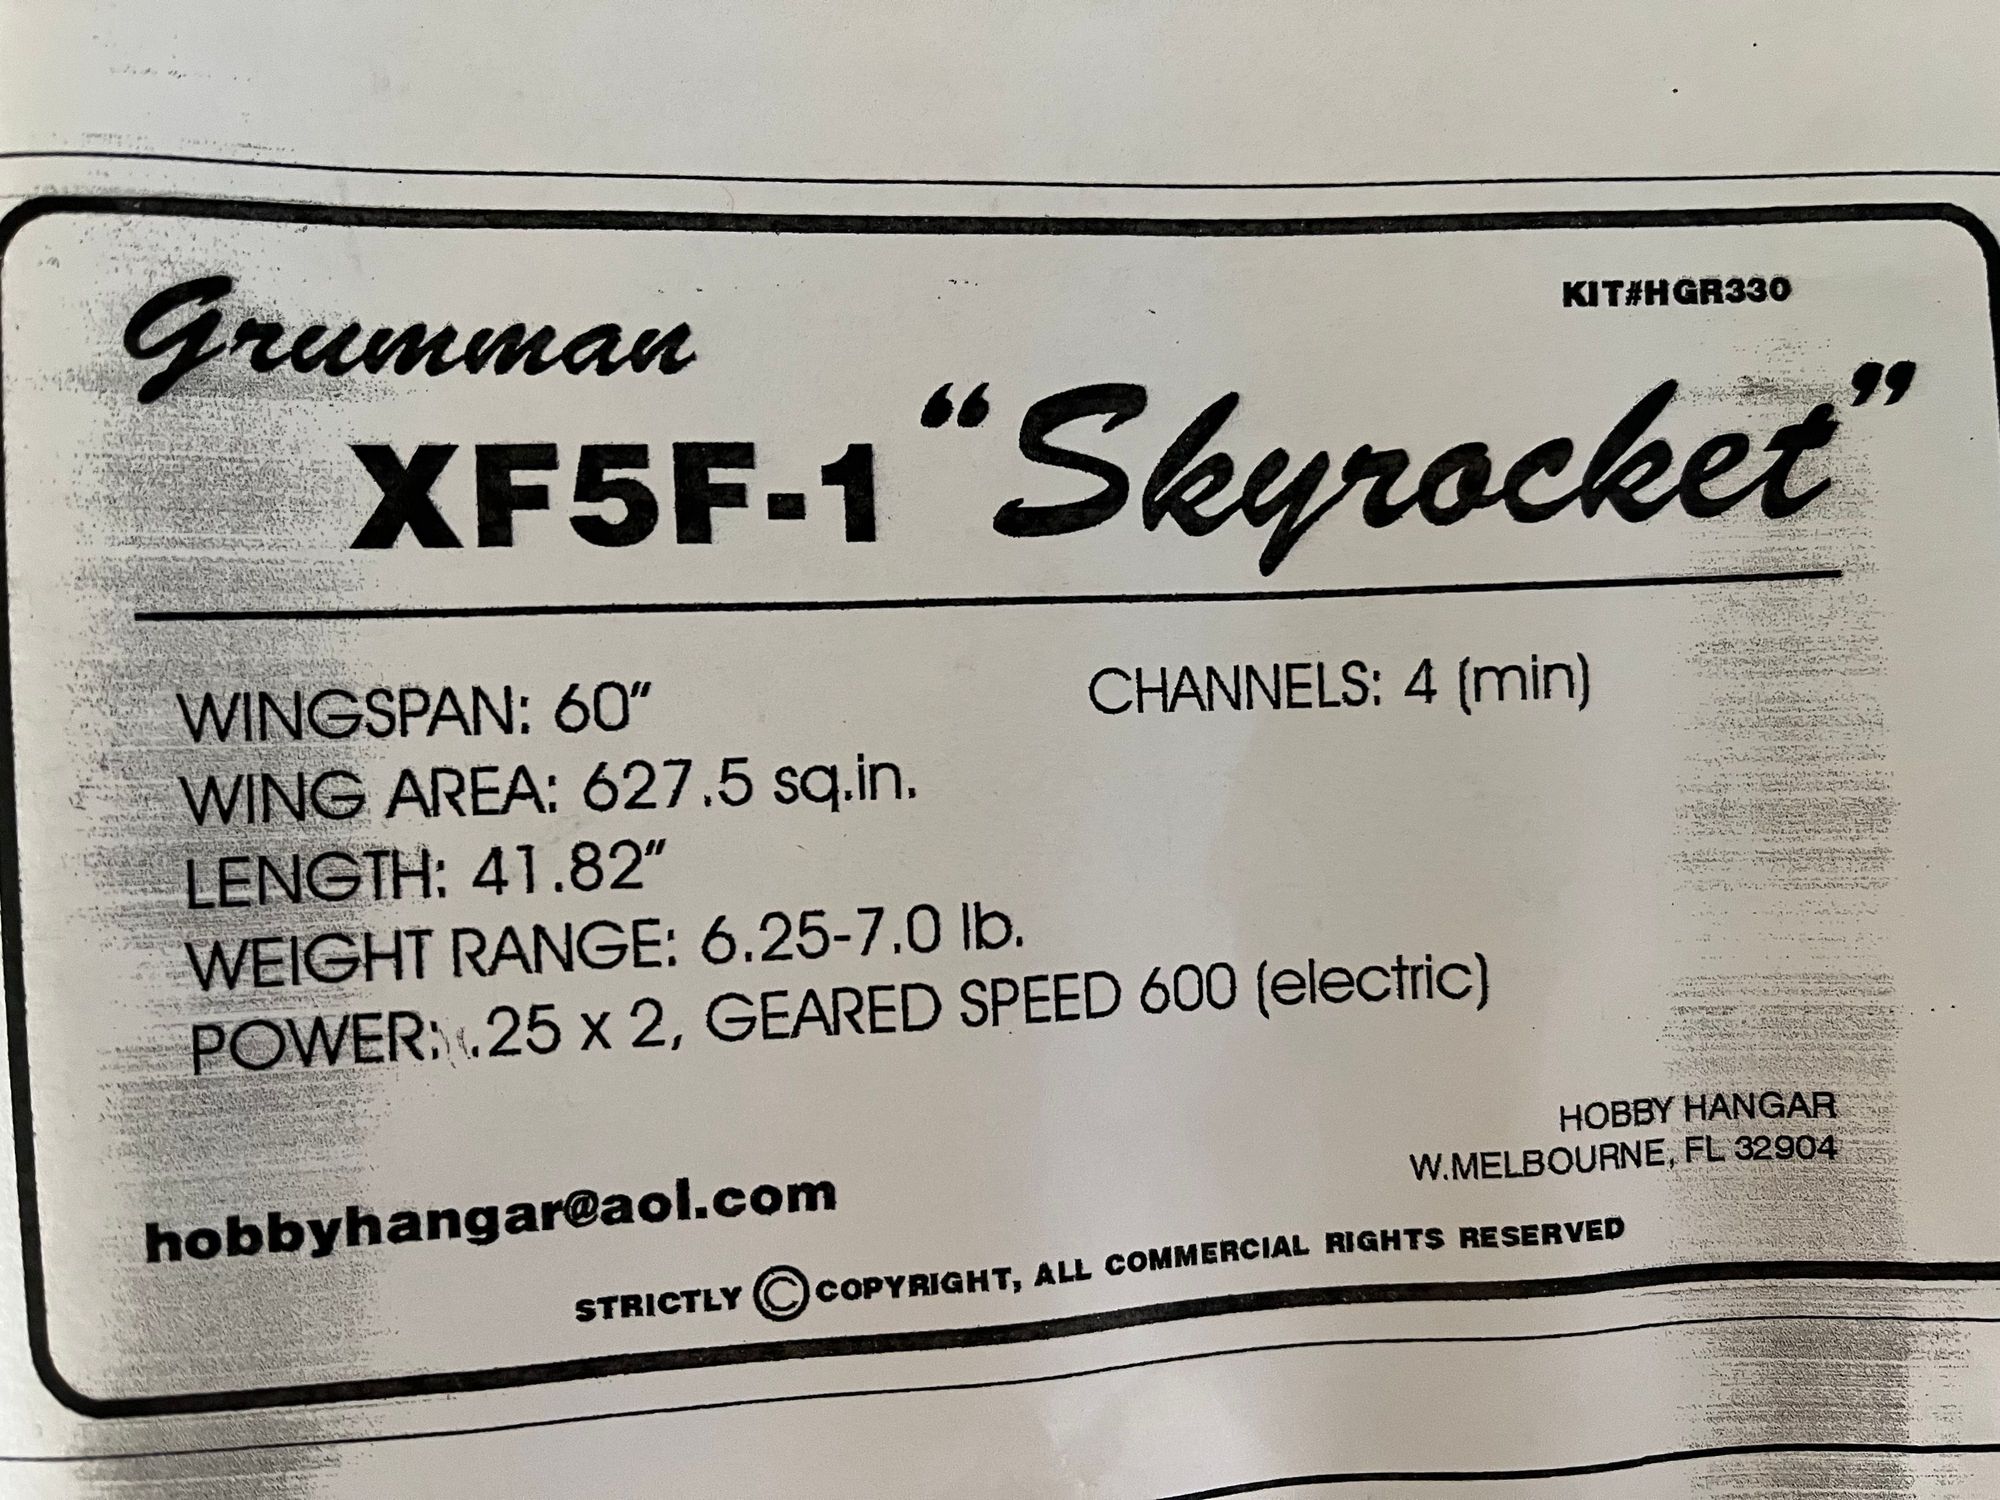 KIT#HGR330
Grumman
XF5F-1 “Skyrocket”
WINGSPAN: 60"
CHANNELS: 4 (min)
WING AREA: 627.5 sq.in.
LENGTH: 41.82"
WEIGHT RANGE: 6.25-7.0 lb.
POWER: .25 x 2, GEARED SPEED 600 (electric)
HOBBY HANGAR
W.MELBOURNE, FL 32904
hobbyhangar@aol.com
STRICTLY © COPYRIGHT, ALL COMMERCIAL RIGHTS RESERVED